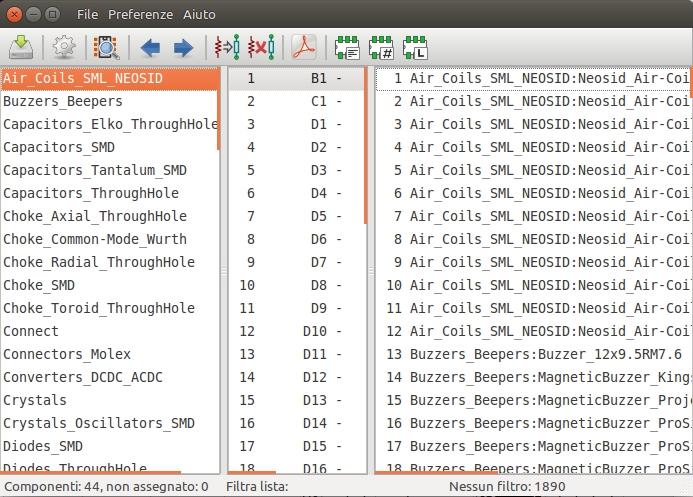 File Preferenze Aiuto
Air_Coils_SML_NEOSID
Buzzers_Beepers
Capacitors_Elko_ThroughHole
Capacitors_SMD
Capacitors_Tantalum_SMD
Capacitors_ThroughHole
Choke_Axial_ThroughHole
Choke_Common-Mode_Wurth
Choke_Radial_ThroughHole
Choke_SMD
Choke_Toroid_ThroughHole
Connect
Connectors_Molex
Converters_DCDC_ACDC
Crystals
Crystals_Oscillators_SMD
Diodes_SMD
Diodes_ThroughHole
1 B1 -
2 C1 -
3 D1 -
4 D2 -
5 D3 -
6 D4 -
7 D5 -
8 D6 -
9 D7 -
10 D8 -
11 D9 -
12 D10 -
13 D11 -
14 D12 -
15 D13 -
16 D14 -
17 D15 -
18 D16 -
1 Air_Coils_SML_NEOSID:Neosid_Air-Coi
2 Air_Coils_SML_NEOSID:Neosid_Air-Coi
3 Air_Coils_SML_NEOSID:Neosid_Air-Coi
4 Air_Coils_SML_NEOSID:Neosid_Air-Coi
5 Air_Coils_SML_NEOSID:Neosid_Air-Coi
6 Air_Coils_SML_NEOSID:Neosid_Air-Coi
7 Air_Coils_SML_NEOSID:Neosid_Air-Coi
8 Air_Coils_SML_NEOSID:Neosid_Air-Coi
9 Air_Coils_SML_NEOSID:Neosid_Air-Coi
10 Air_Coils_SML_NEOSID:Neosid_Air-Coi
11 Air_Coils_SML_NEOSID:Neosid_Air-Coi
12 Air_Coils_SML_NEOSID:Neosid_Air-Coi
13 Buzzers_Beepers:Buzzer_12x9.5RM7.6
14 Buzzers_Beepers:MagneticBuzzer_King
15 Buzzers_Beepers:MagneticBuzzer_Proj
16 Buzzers_Beepers:MagneticBuzzer_ProS
17 Buzzers_Beepers:MagneticBuzzer_ProS
18 Buzzers_Beepers:MagneticBuzzer_ProS
Componenti: 44, non assegnato: 0 Filtra lista: Nessun filtro: 1890